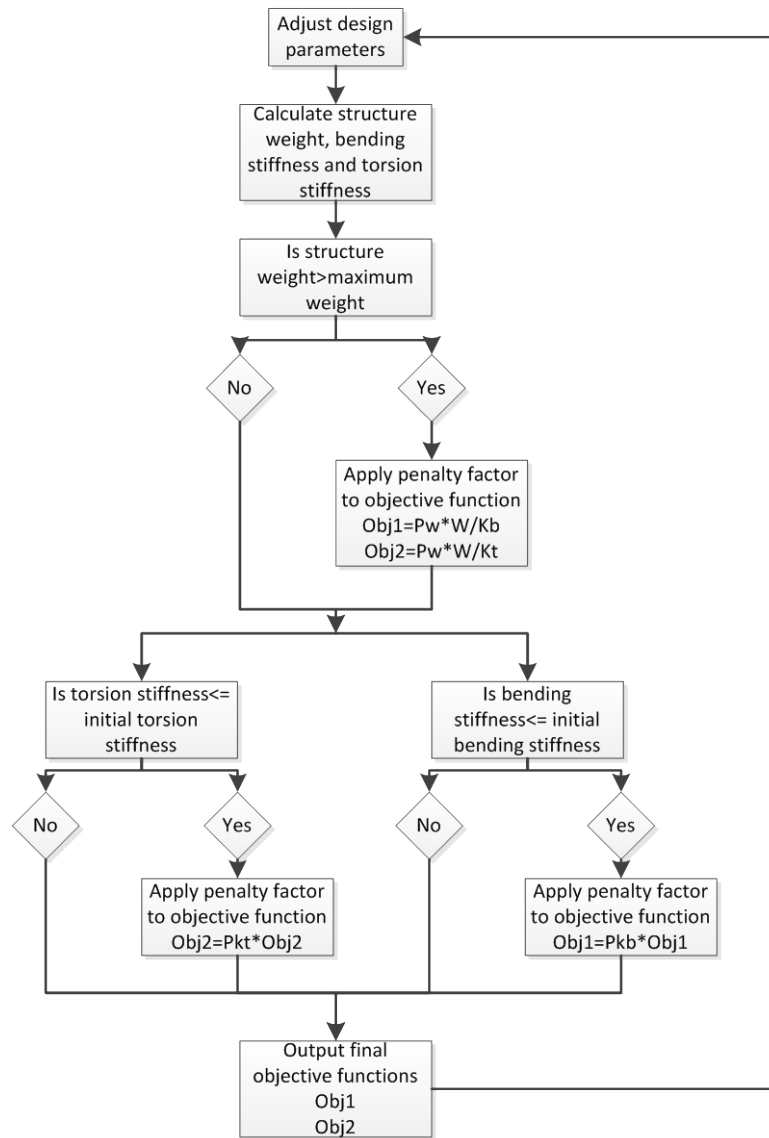 Adjust design
parameters
Calculate structure
weight, bending
stiffness and torsion
stiffness
Is structure
weight>maximum
weight
No
Yes
Apply penalty factor
to objective function
Obj1=Pw*W/Kb
Obj2=Pw*W/Kt
Is torsion stiffness<=
initial torsion
stiffness
Is bending
stiffness<= initial
bending stiffness
No
Yes
No
Yes
Apply penalty factor
to objective function
Obj2=Pkt*Obj2
Apply penalty factor
to objective function
Obj1=Pkb*Obj1
Output final
objective functions
Obj1
Obj2